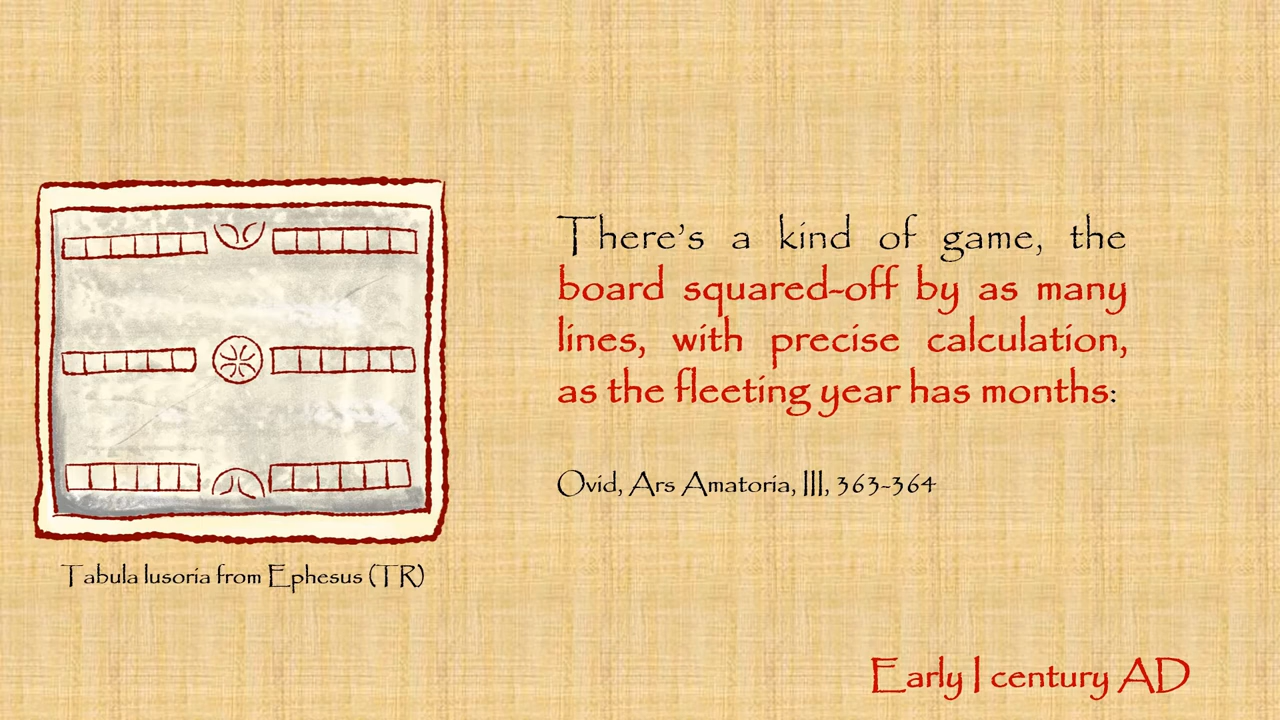 There's a kind of game, the
board squared-off by as many
lines, with precise calculation,
as the fleeting year has months:
Ovid, Ars Amatoria, III, 363-364
Tabula lusoria from Ephesus (TR)
Early I century AD